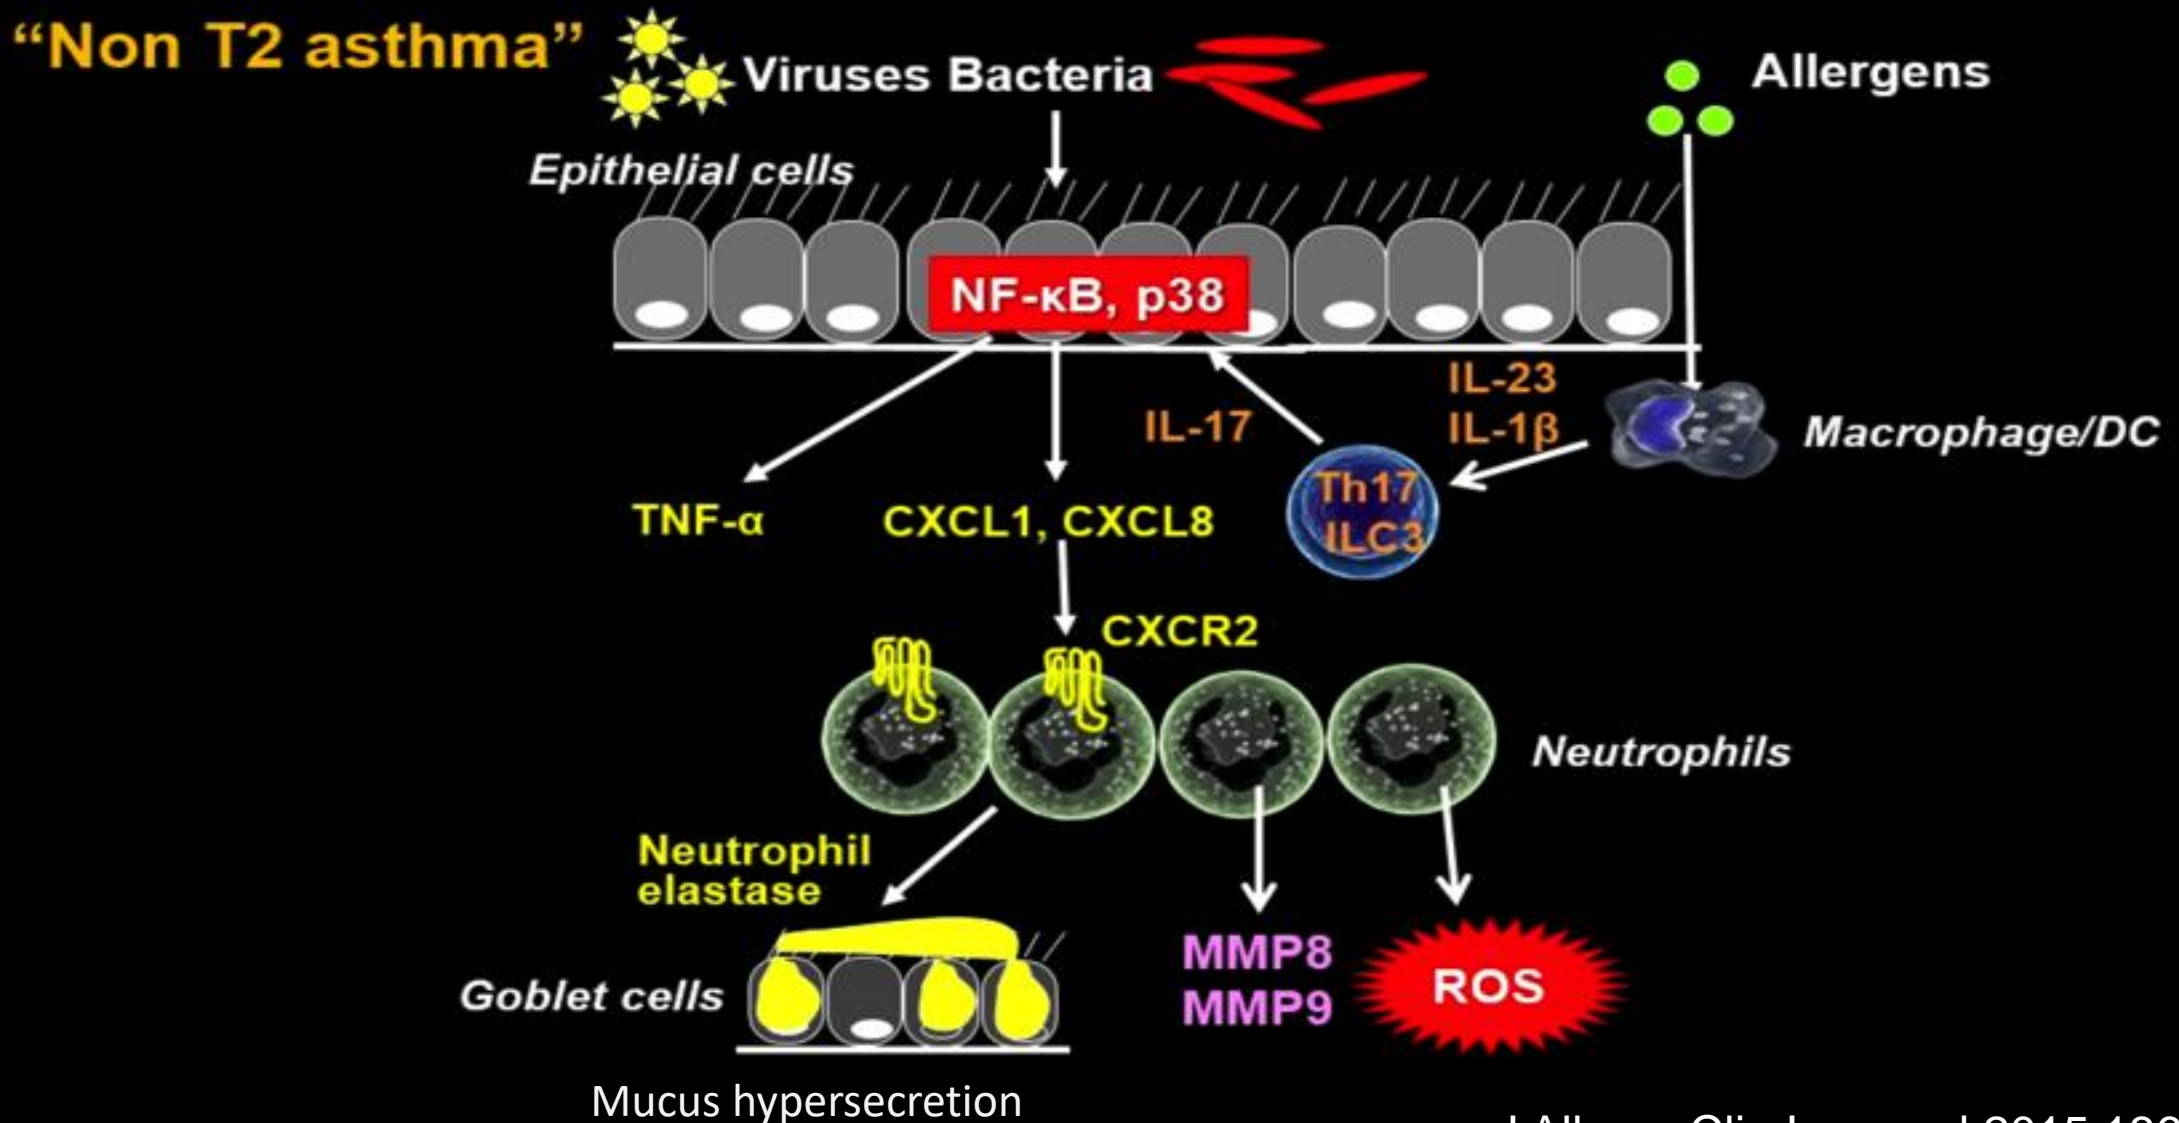 “Non T2 asthma”
Viruses Bacteria
Allergens
Epithelial cells
NF-κB, p38
IL-23
IL-1β
IL-17
Macrophage/DC
Th17
ILC3
TNF-α
CXCL1, CXCL8
CXCR2
Neutrophils
Neutrophil
elastase
MMP8
MMP9
ROS
Goblet cells
Mucus hypersecretion